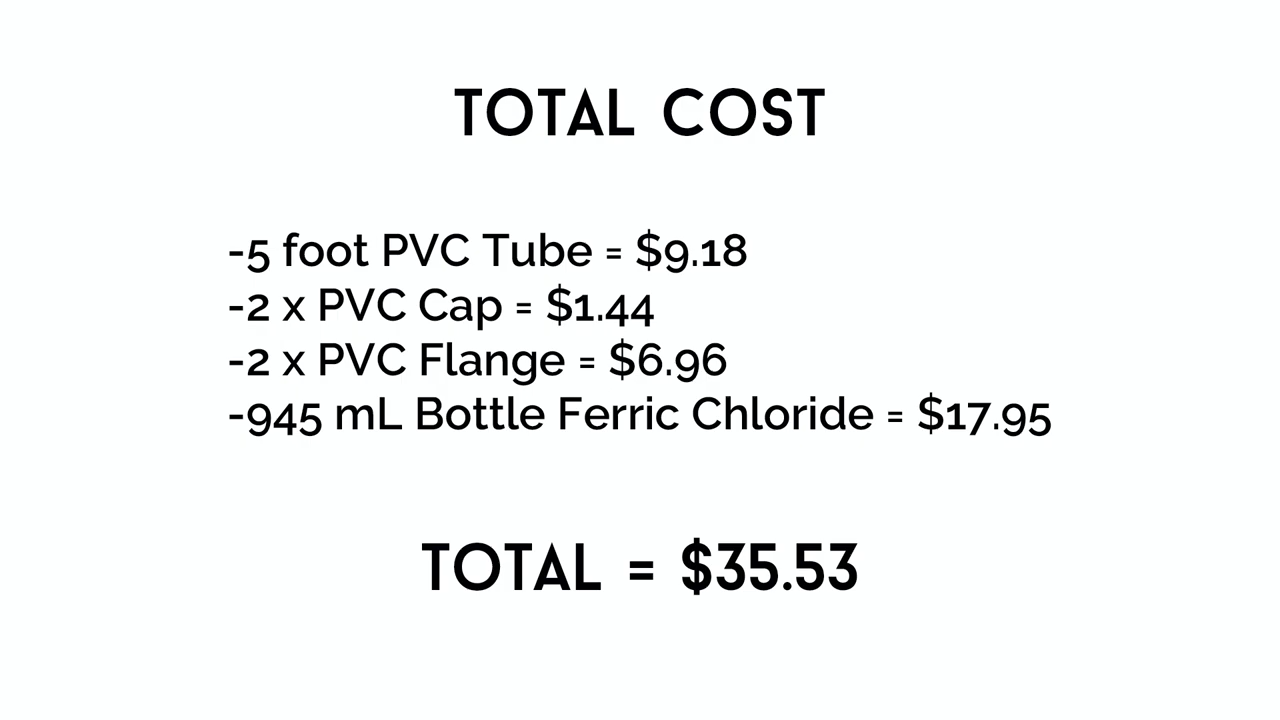 TOTAL COST
-5 foot PVC Tube = $9.18
-2 x PVC Cap = $1.44
-2 x PVC Flange = $6.96
-945 mL Bottle Ferric Chloride = $17.95
TOTAL = $35.53